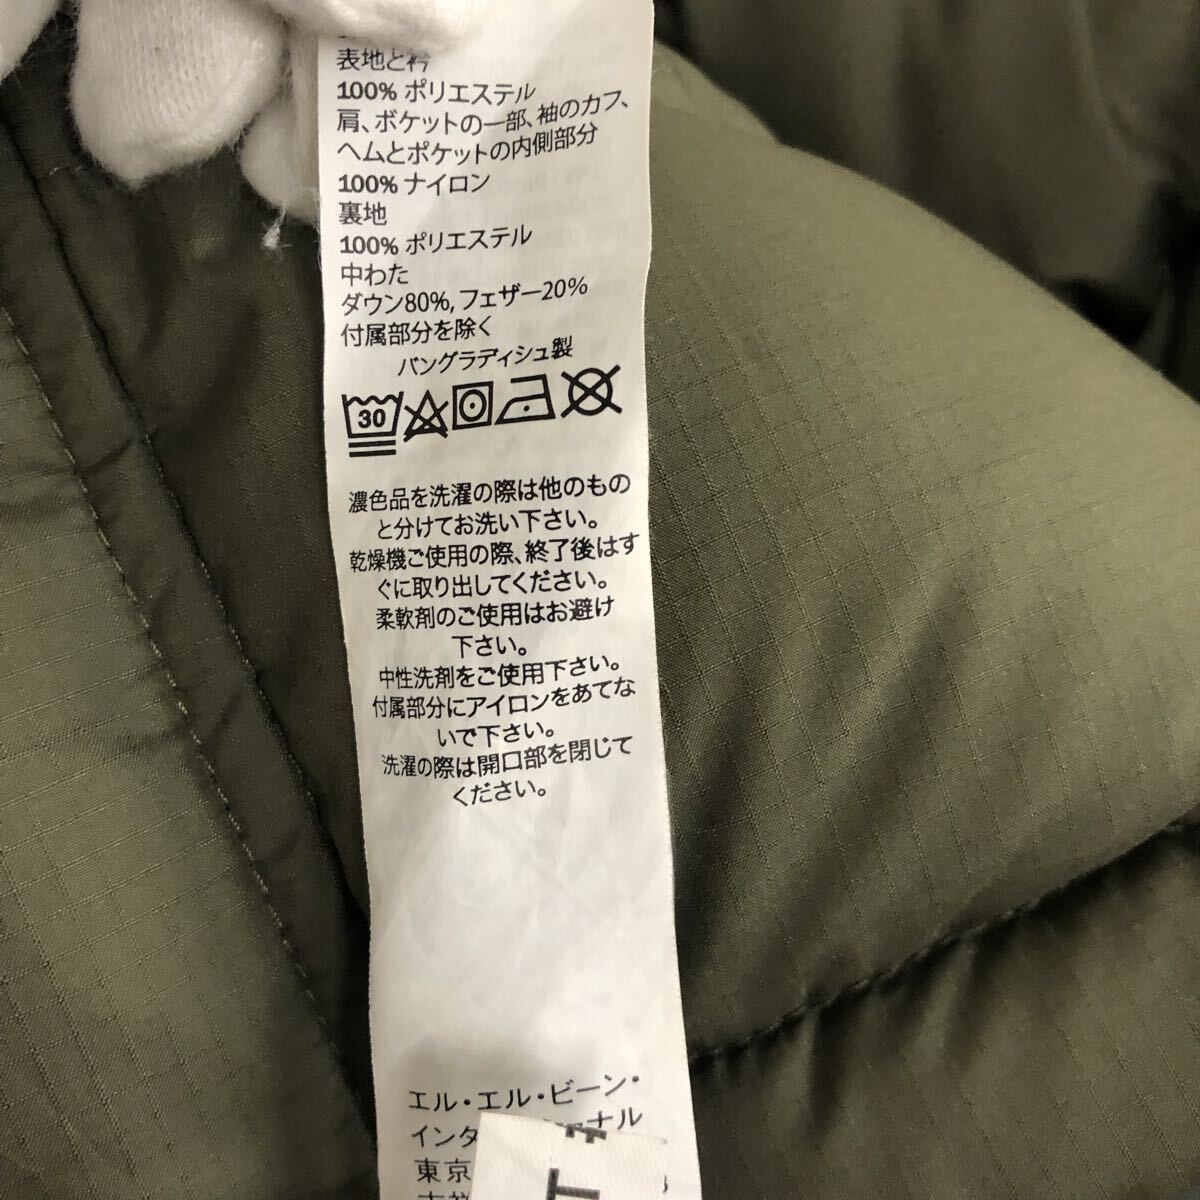 表地と衿
100% ポリエステル
肩、ポケットの一部、袖のカフ、
ヘムとポケットの内側部分
100% ナイロン
裏地
100% ポリエステル
中わた
ダウン80%, フェザー20%
付属部分を除く
バングラディシュ製
30
濃色品を洗濯の際は他のもの
と分けてお洗い下さい。
乾燥機ご使用の際、終了後はす
ぐに取り出してください。
柔軟剤のご使用はお避け
下さい。
中性洗剤をご使用下さい。
付属部分にアイロンをあてな
いで下さい。
洗濯の際は開口部を閉じて
ください。
エル・エル・ビーン・
インタ ナル
東京